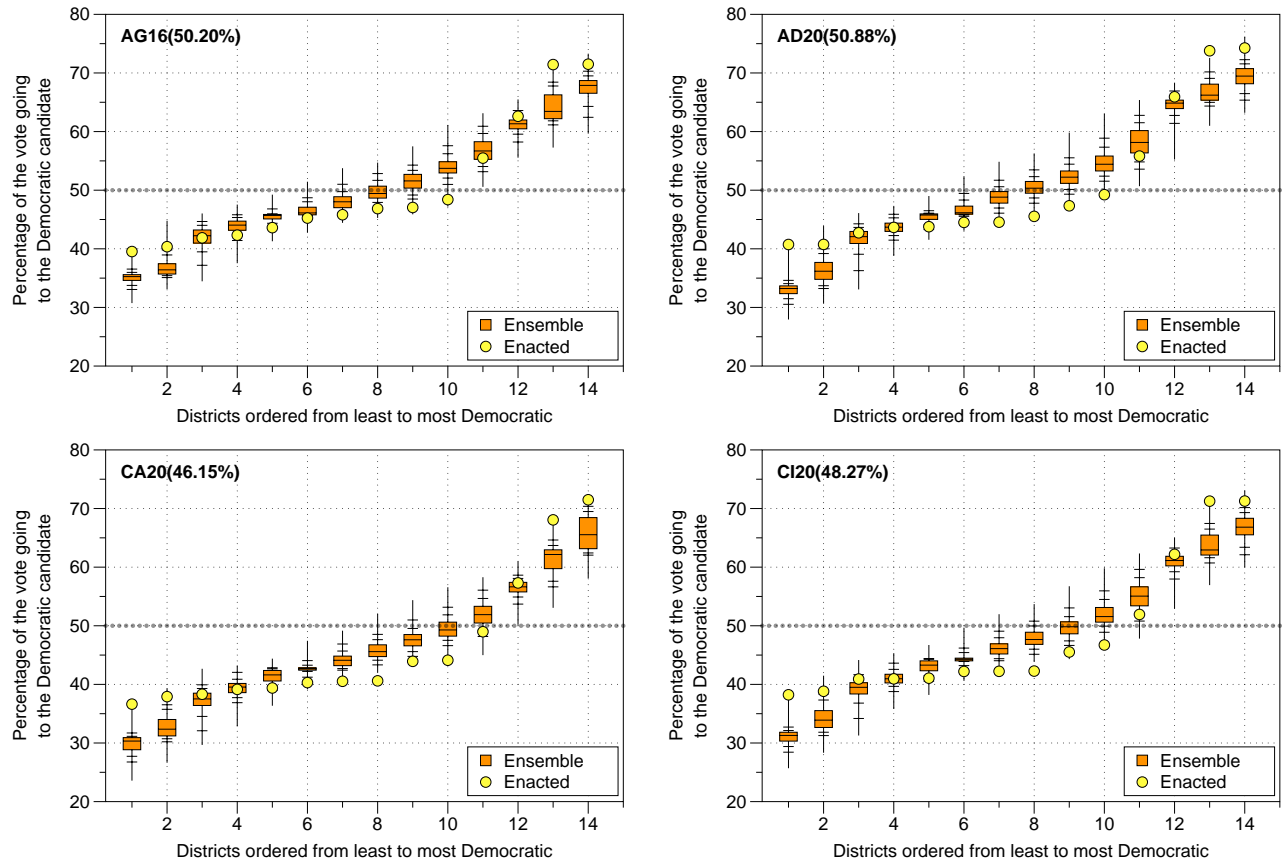 AG16(50.20%)
Percentage of the vote going
to the Democratic candidate
80
70
60
50
40
30
20
2 4 6 8 10 12 14
Ensemble
Enacted
Districts ordered from least to most Democratic
AD20(50.88%)
Percentage of the vote going
to the Democratic candidate
80
70
60
50
40
30
20
2 4 6 8 10 12 14
Ensemble
Enacted
Districts ordered from least to most Democratic
CA20(46.15%)
Percentage of the vote going
to the Democratic candidate
80
70
60
50
40
30
20
2 4 6 8 10 12 14
Ensemble
Enacted
Districts ordered from least to most Democratic
CI20(48.27%)
Percentage of the vote going
to the Democratic candidate
80
70
60
50
40
30
20
2 4 6 8 10 12 14
Ensemble
Enacted
Districts ordered from least to most Democratic